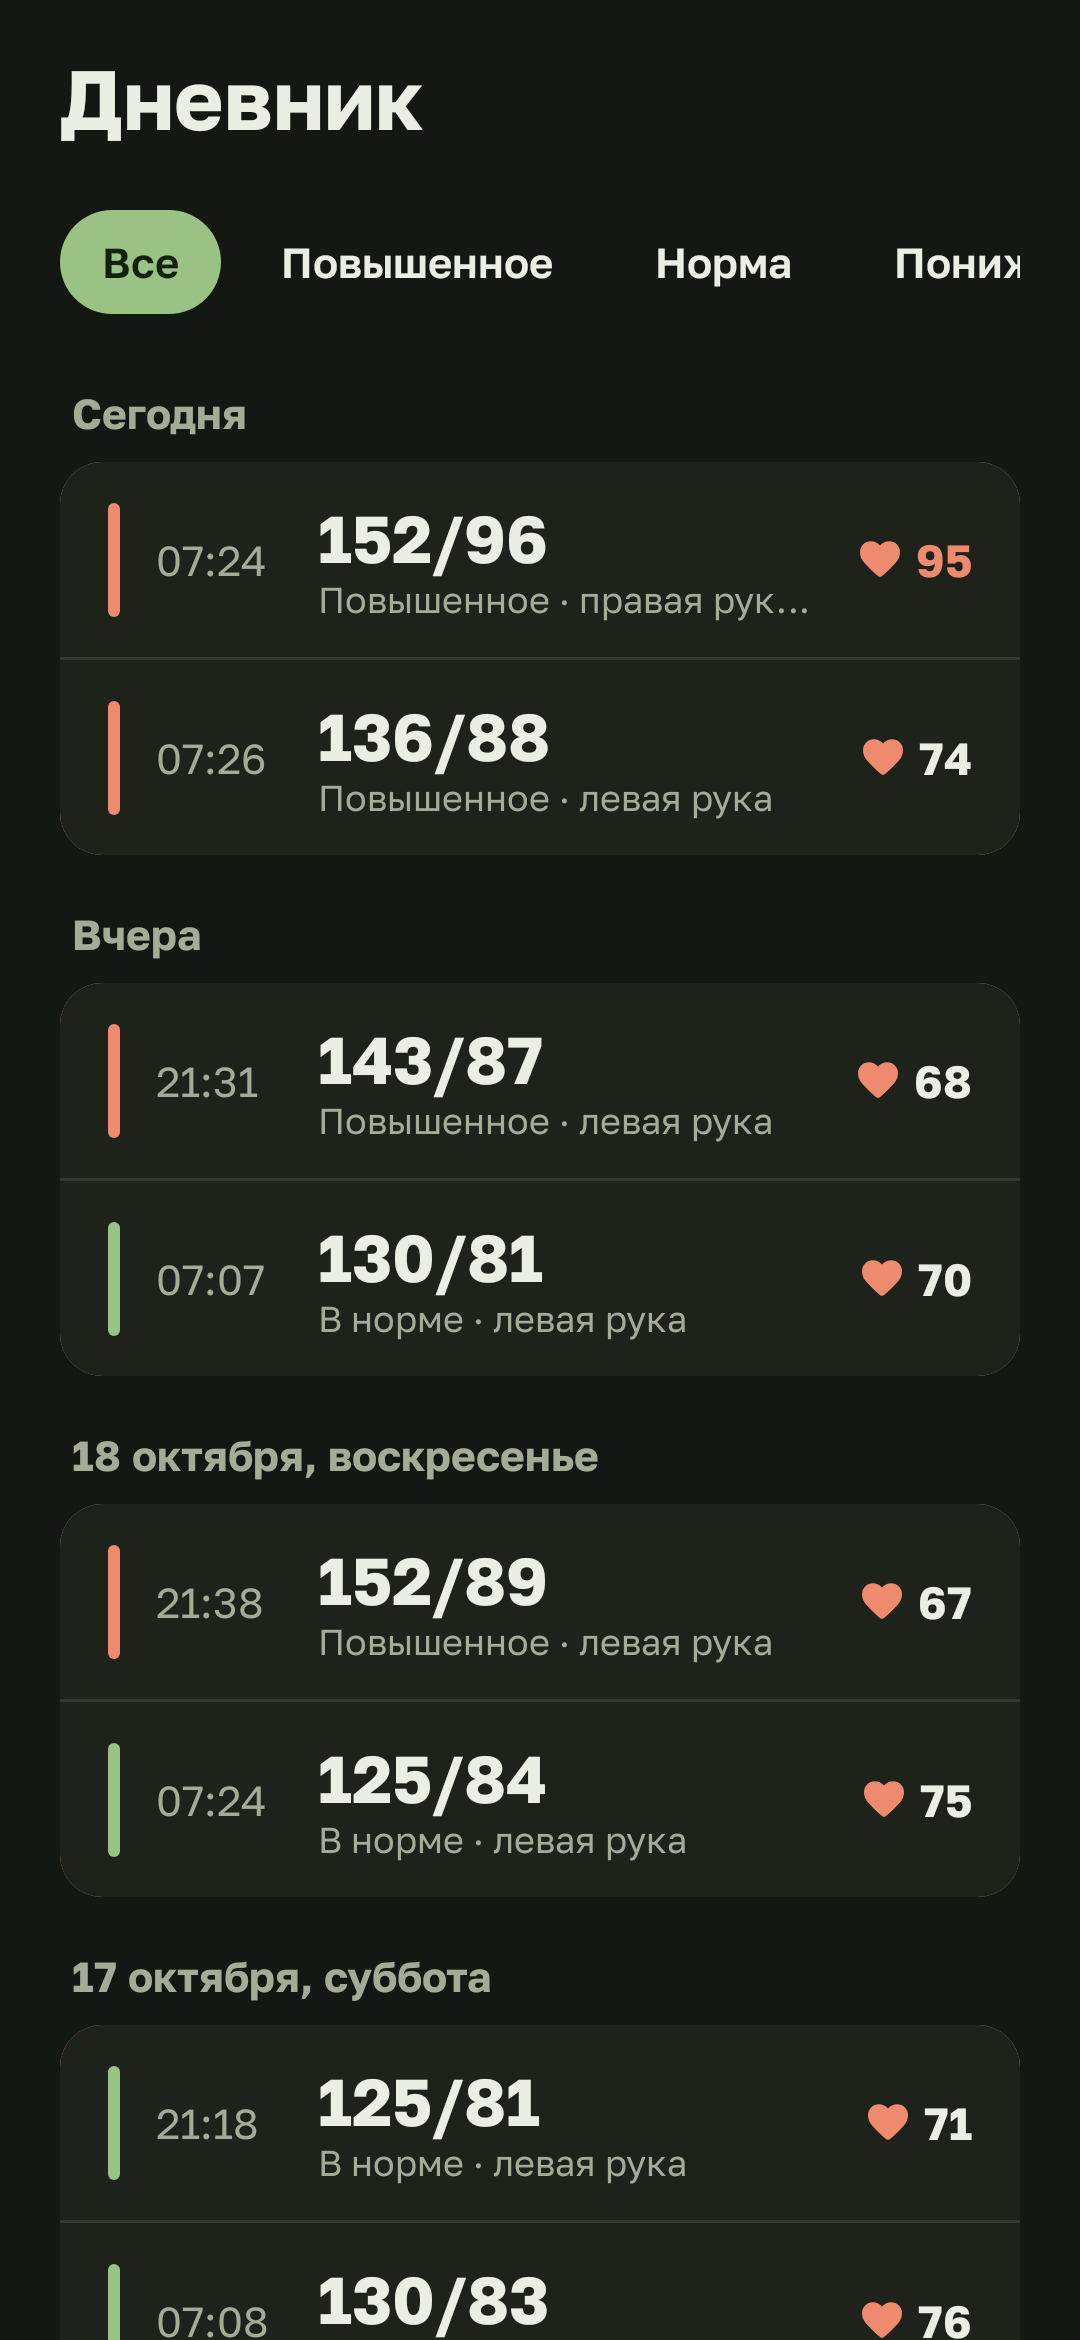 Дневник
Все Повышенное Норма Пониж
Сегодня
07:24 152/96 95
Повышенное · правая рук...
07:26 136/88 74
Повышенное · левая рука
Вчера
21:31 143/87 68
Повышенное · левая рука
07:07 130/81 70
В норме · левая рука
18 октября, воскресенье
21:38 152/89 67
Повышенное · левая рука
07:24 125/84 75
В норме · левая рука
17 октября, суббота
21:18 125/81 71
В норме · левая рука
07:08 130/83 76